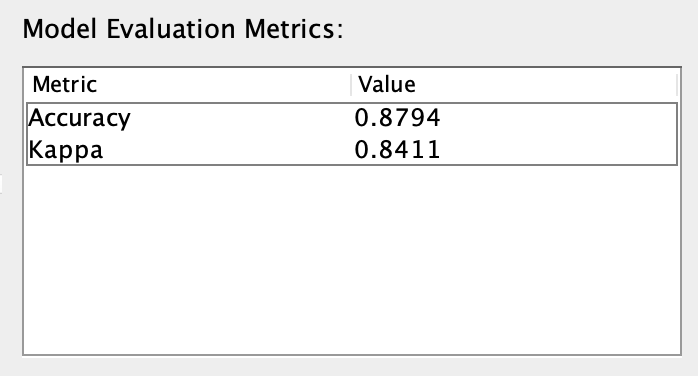 Model Evaluation Metrics:
Metric Value
Accuracy 0.8794
Kappa 0.8411